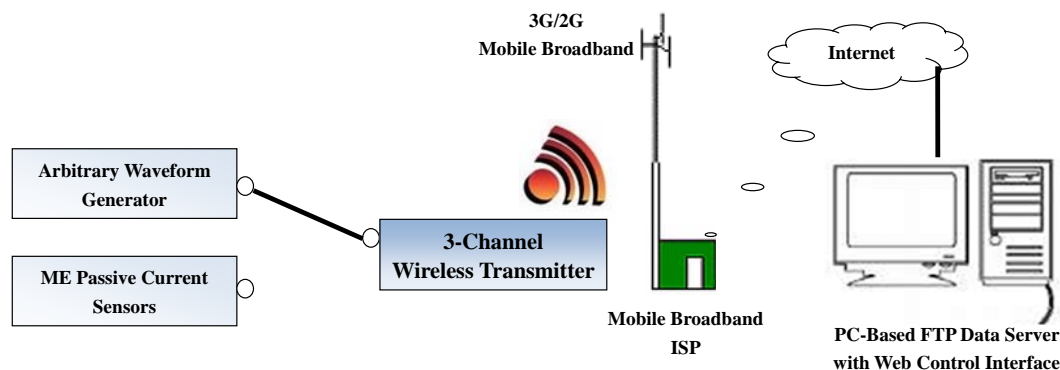 3G/2G
Mobile Broadband
Internet
Arbitrary Waveform
Generator
3-Channel
Wireless Transmitter
ME Passive Current
Sensors
Mobile Broadband
ISP
PC-Based FTP Data Server
with Web Control Interface